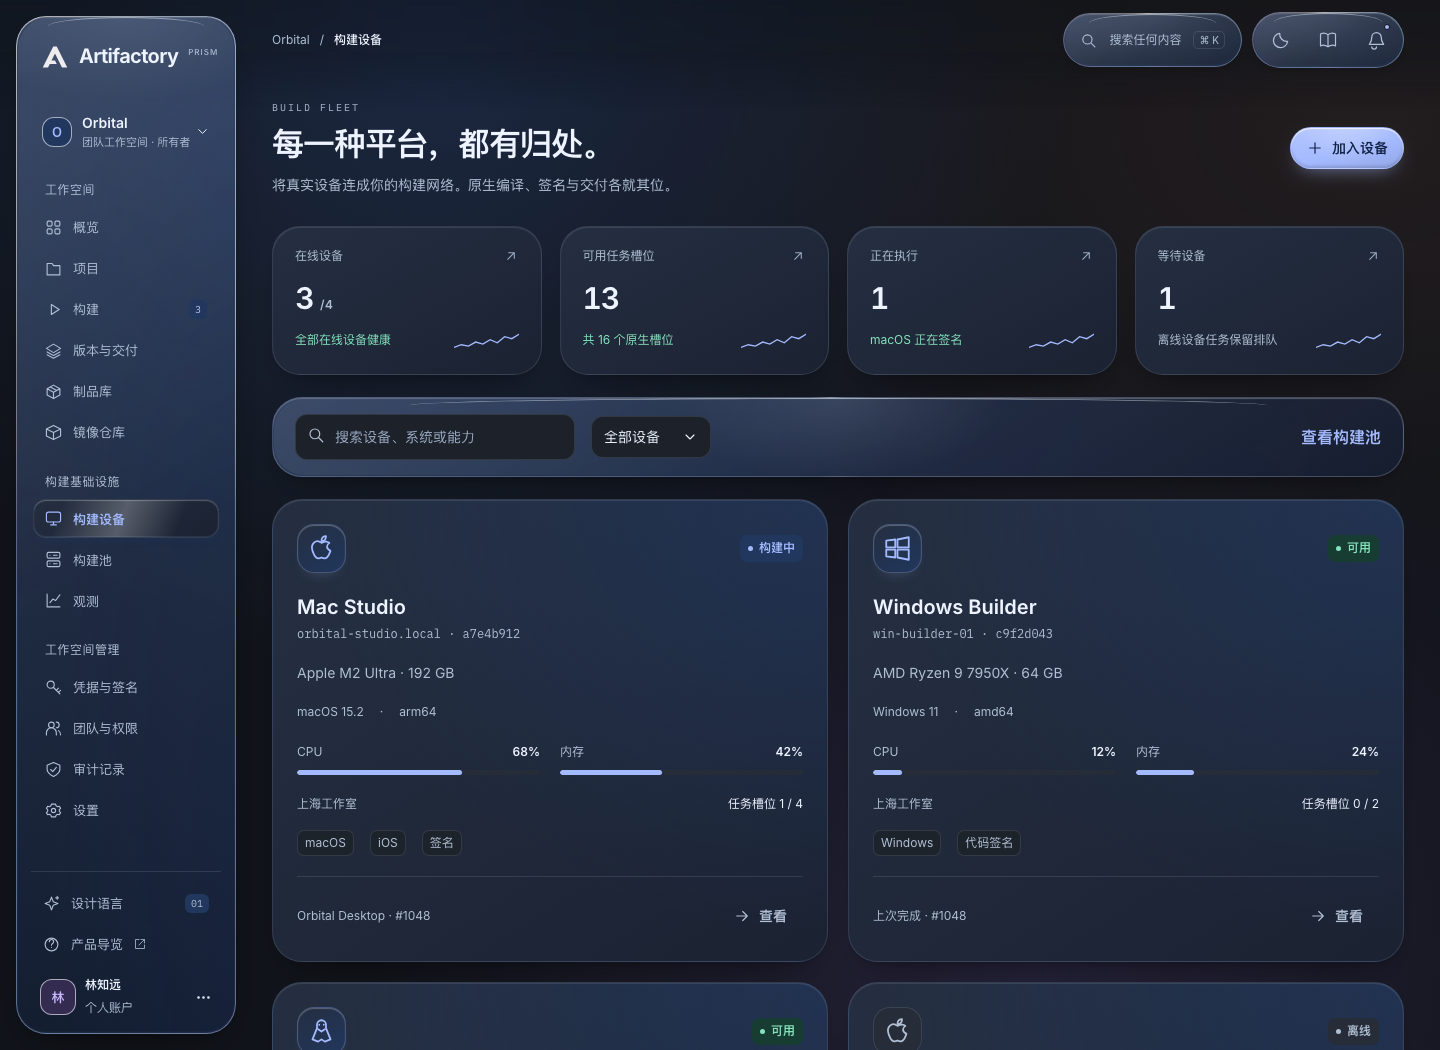 Artifactory PRISM
O
Orbital
团队工作空间 · 所有者
工作空间
概览
项目
构建 3
版本与交付
制品库
镜像仓库
构建基础设施
构建设备
构建池
观测
工作空间管理
凭据与签名
团队与权限
审计记录
设置
设计语言 01
产品导览
林
林知远
个人账户
Orbital / 构建设备
搜索任何内容 ⌘ K
BUILD FLEET
每一种平台，都有归处。
将真实设备连成你的构建网络。原生编译、签名与交付各就其位。
加入设备
在线设备
3 /4
全部在线设备健康
可用任务槽位
13
共 16 个原生槽位
正在执行
1
macOS 正在签名
等待设备
1
离线设备任务保留排队
搜索设备、系统或能力
全部设备
查看构建池
构建中
Mac Studio
orbital-studio.local · a7e4b912
Apple M2 Ultra · 192 GB
macOS 15.2 · arm64
CPU 68% 内存 42%
上海工作室 任务槽位 1 / 4
macOS iOS 签名
Orbital Desktop · #1048 查看
可用
Windows Builder
win-builder-01 · c9f2d043
AMD Ryzen 9 7950X · 64 GB
Windows 11 · amd64
CPU 12% 内存 24%
上海工作室 任务槽位 0 / 2
Windows 代码签名
上次完成 · #1048 查看
可用
离线